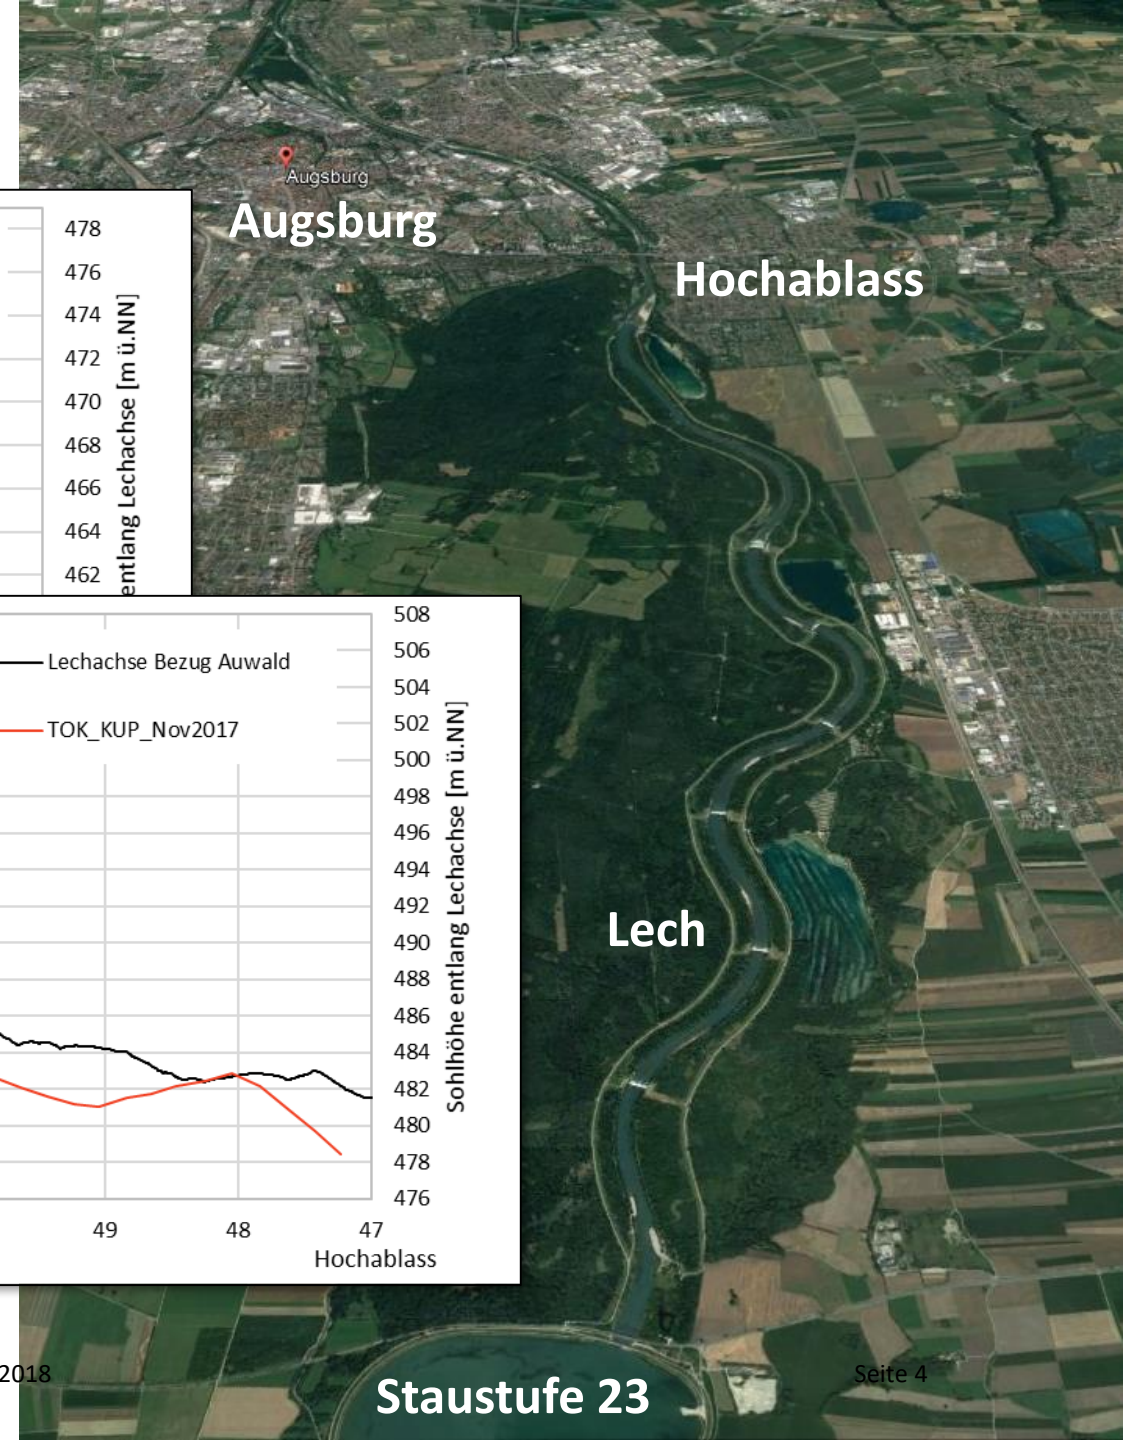 Augsburg
Augsburg
Hochablass
478
476
474
472
470
468
466
464
462
entlang Lechachse [m ü.NN]
Lechachse Bezug Auwald
TOK_KUP_Nov2017
508
506
504
502
500
498
496
494
492
490
488
486
484
482
480
478
476
Sohlhöhe entlang Lechachse [m ü.NN]
49 48 47
Hochablass
Lech
Staustufe 23
2018
Seite 4